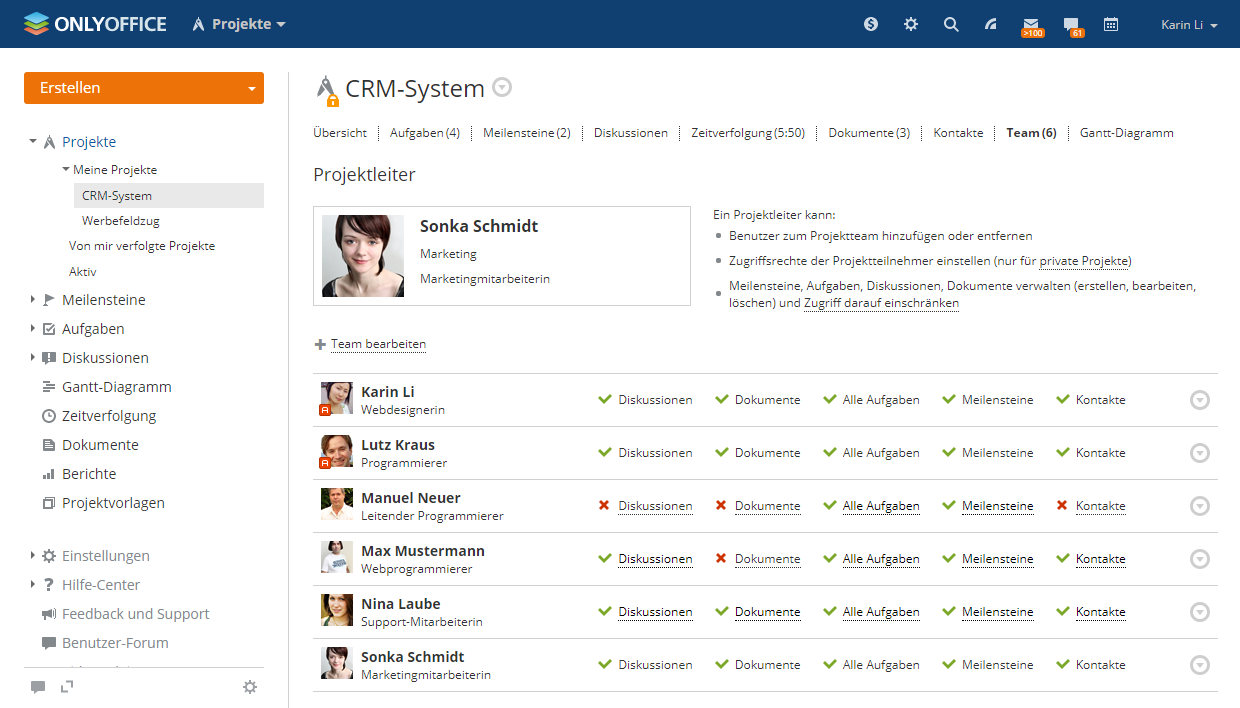 ONLYOFFICE
Projekte
>100
61
Karin Li
Erstellen
Projekte
Meine Projekte
CRM-System
Werbefeldzug
Von mir verfolgte Projekte
Aktiv
Meilensteine
Aufgaben
Diskussionen
Gantt-Diagramm
Zeitverfolgung
Dokumente
Berichte
Projektvorlagen
Einstellungen
Hilfe-Center
Feedback und Support
Benutzer-Forum
CRM-System
Übersicht Aufgaben (4) Meilensteine (2) Diskussionen Zeitverfolgung (5:50) Dokumente (3) Kontakte Team (6) Gantt-Diagramm
Projektleiter
Sonka Schmidt
Marketing
Marketingmitarbeiterin
Ein Projektleiter kann:
Benutzer zum Projektteam hinzufügen oder entfernen
Zugriffsrechte der Projektteilnehmer einstellen (nur für private Projekte)
Meilensteine, Aufgaben, Diskussionen, Dokumente verwalten (erstellen, bearbeiten,
löschen) und Zugriff darauf einschränken
Team bearbeiten
Karin Li
Webdesignerin
Diskussionen Dokumente Alle Aufgaben Meilensteine Kontakte
Lutz Kraus
Programmierer
Diskussionen Dokumente Alle Aufgaben Meilensteine Kontakte
Manuel Neuer
Leitender Programmierer
Diskussionen Dokumente Alle Aufgaben Meilensteine Kontakte
Max Mustermann
Webprogrammierer
Diskussionen Dokumente Alle Aufgaben Meilensteine Kontakte
Nina Laube
Support-Mitarbeiterin
Diskussionen Dokumente Alle Aufgaben Meilensteine Kontakte
Sonka Schmidt
Marketingmitarbeiterin
Diskussionen Dokumente Alle Aufgaben Meilensteine Kontakte